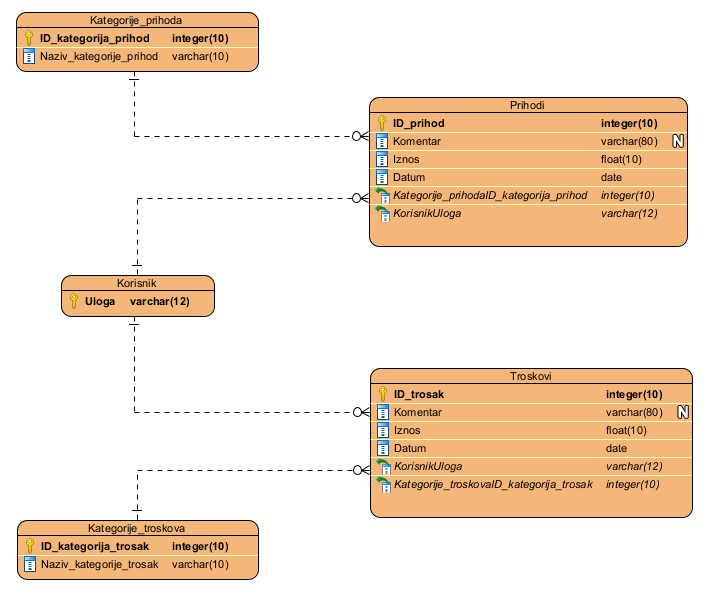 Kategorije_prihoda
ID_kategorija_prihod integer(10)
Naziv_kategorije_prihod varchar(10)
Prihodi
ID_prihod integer(10)
Komentar varchar(80) N
Iznos float(10)
Datum date
Kategorije_prihodaID_kategorija_prihod integer(10)
KorisnikUloga varchar(12)
Korisnik
Uloga varchar(12)
Troskovi
ID_trosak integer(10)
Komentar varchar(80) N
Iznos float(10)
Datum date
KorisnikUloga varchar(12)
Kategorije_troskovaID_kategorija_trosak integer(10)
Kategorije_troskova
ID_kategorija_trosak integer(10)
Naziv_kategorije_trosak varchar(10)